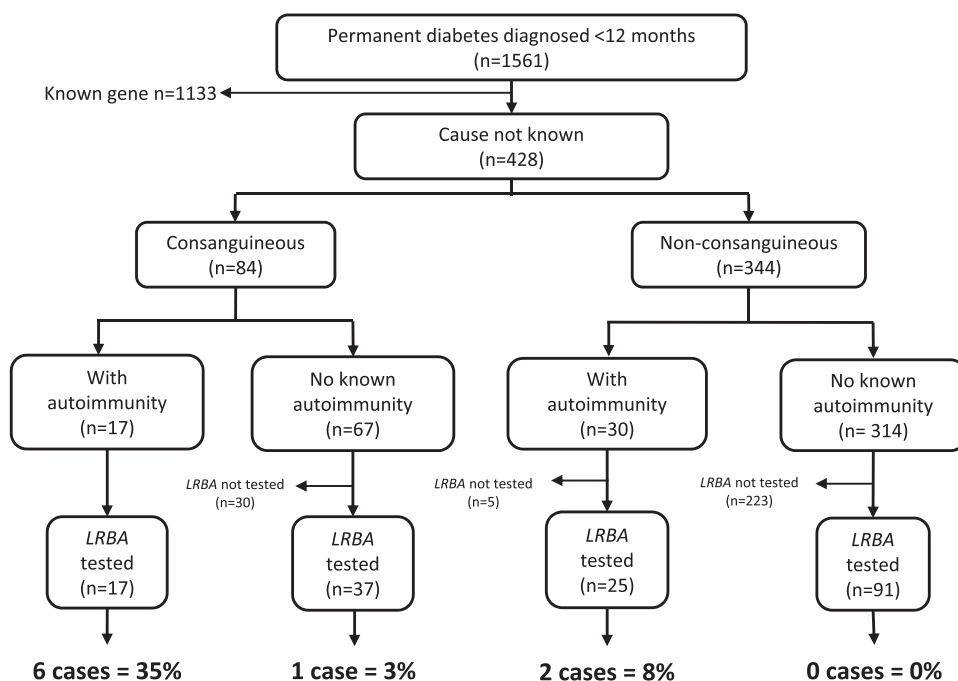 Permanent diabetes diagnosed <12 months
(n=1561)
Known gene n=1133
Cause not known
(n=428)
Consanguineous
(n=84)
Non-consanguineous
(n=344)
With
autoimmunity
(n=17)
No known
autoimmunity
(n=67)
With
autoimmunity
(n=30)
No known
autoimmunity
(n= 314)
LRBA not tested
(n=30)
LRBA not tested
(n=5)
LRBA not tested
(n=223)
LRBA
tested
(n=17)
LRBA
tested
(n=37)
LRBA
tested
(n=25)
LRBA
tested
(n=91)
6 cases = 35%
1 case = 3%
2 cases = 8%
0 cases = 0%